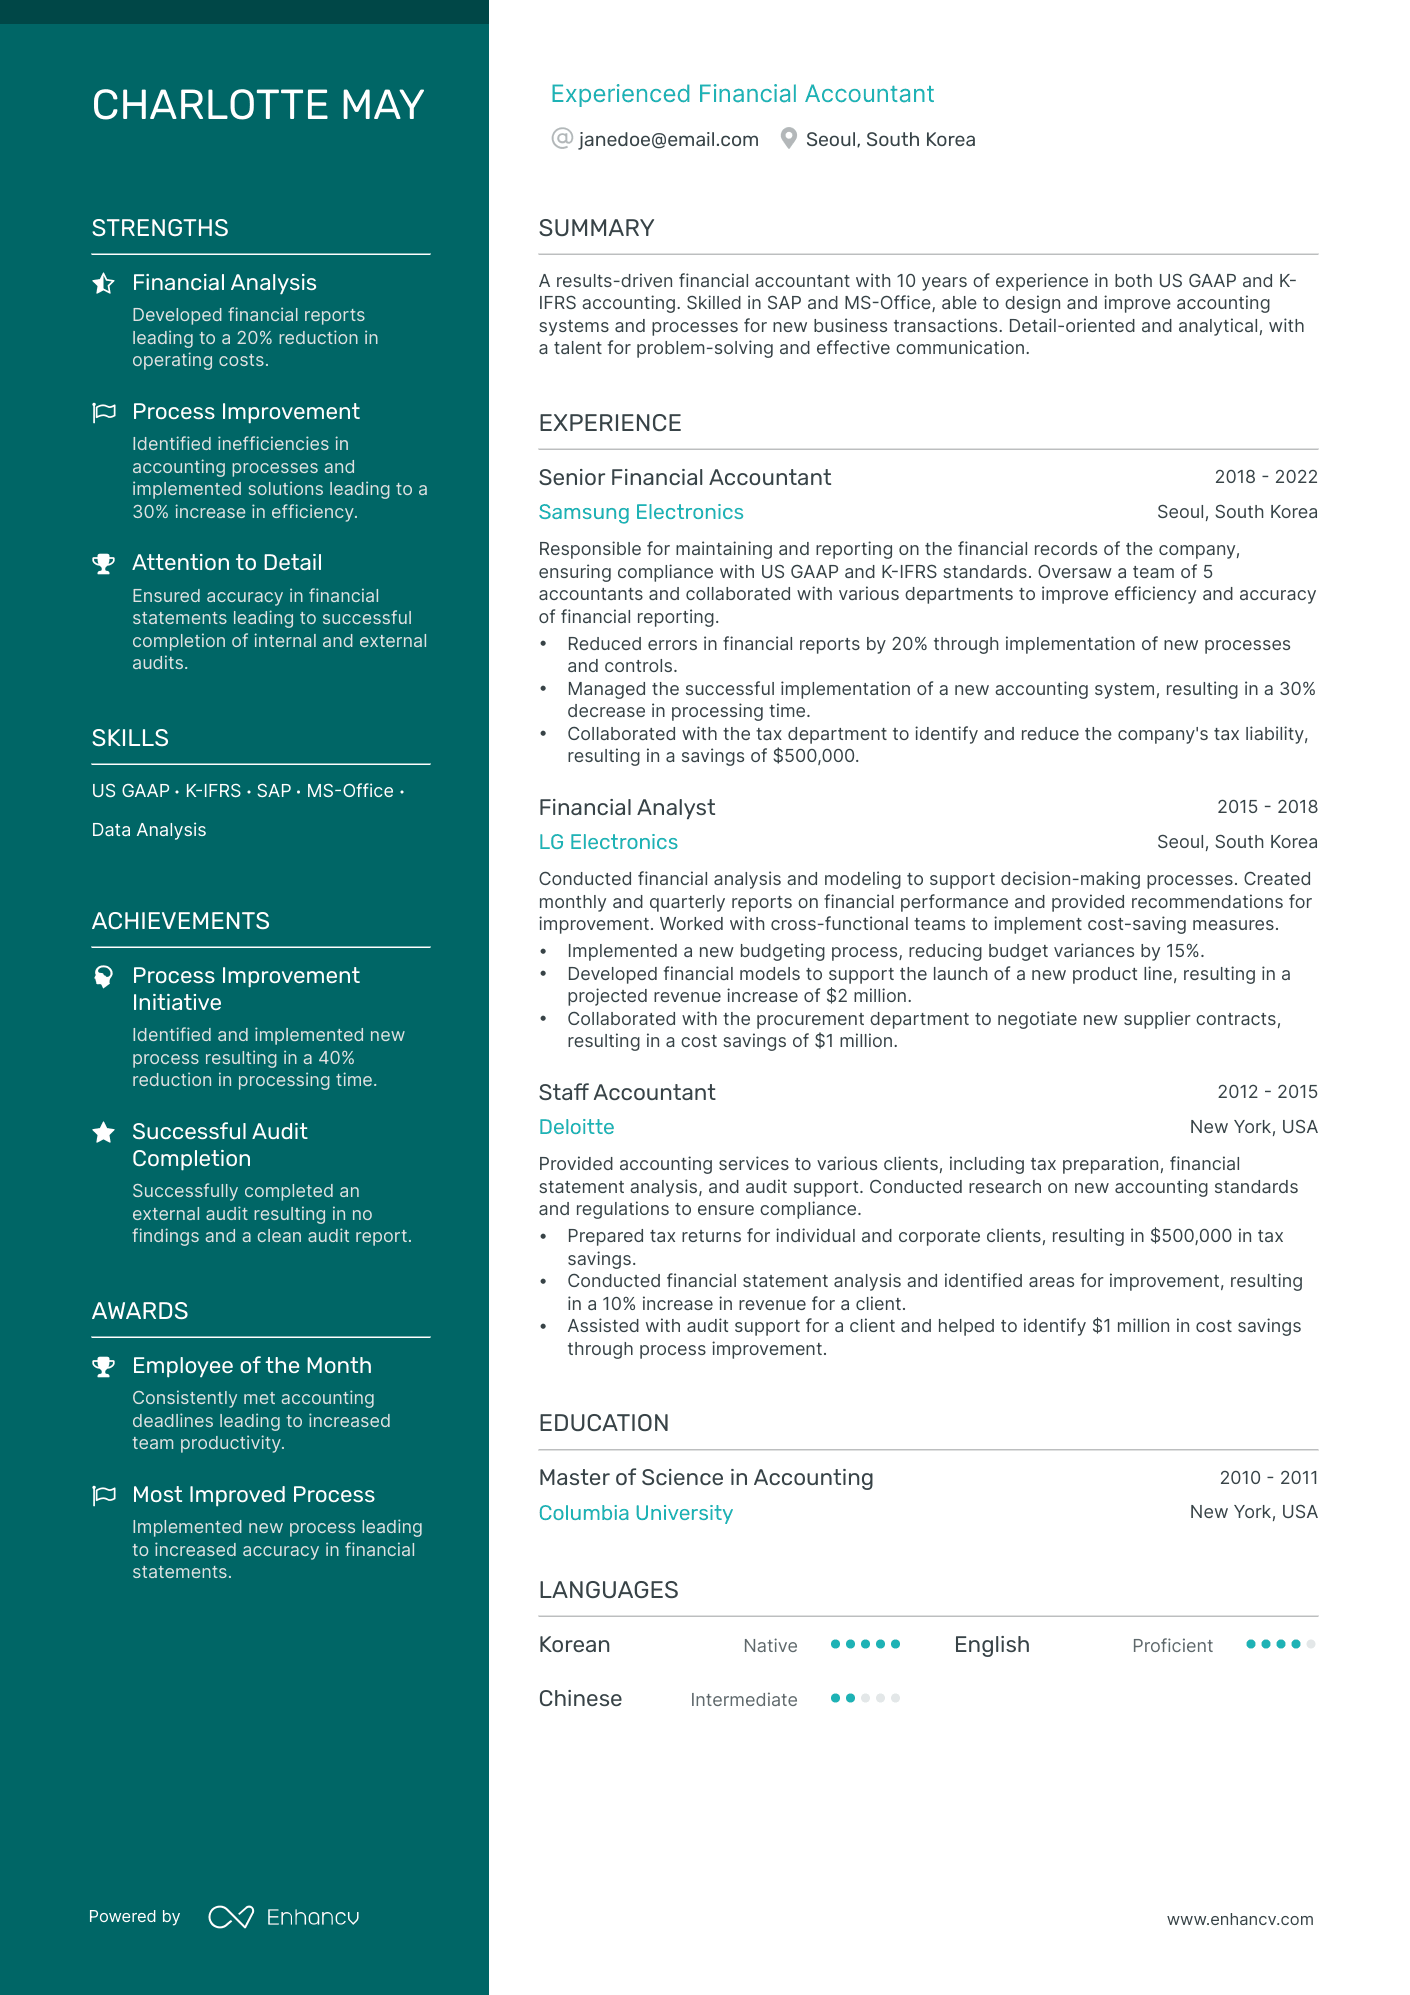 CHARLOTTE MAY
Experienced Financial Accountant
@ janedoe@email.com Seoul, South Korea
STRENGTHS
Financial Analysis
Developed financial reports
leading to a 20% reduction in
operating costs.
Process Improvement
Identified inefficiencies in
accounting processes and
implemented solutions leading to a
30% increase in efficiency.
Attention to Detail
Ensured accuracy in financial
statements leading to successful
completion of internal and external
audits.
SKILLS
US GAAP · K-IFRS · SAP · MS-Office ·
Data Analysis
ACHIEVEMENTS
Process Improvement
Initiative
Identified and implemented new
process resulting in a 40%
reduction in processing time.
Successful Audit
Completion
Successfully completed an
external audit resulting in no
findings and a clean audit report.
AWARDS
Employee of the Month
Consistently met accounting
deadlines leading to increased
team productivity.
Most Improved Process
Implemented new process leading
to increased accuracy in financial
statements.
SUMMARY
A results-driven financial accountant with 10 years of experience in both US GAAP and K-
IFRS accounting. Skilled in SAP and MS-Office, able to design and improve accounting
systems and processes for new business transactions. Detail-oriented and analytical, with
a talent for problem-solving and effective communication.
EXPERIENCE
Senior Financial Accountant 2018 - 2022
Samsung Electronics Seoul, South Korea
Responsible for maintaining and reporting on the financial records of the company,
ensuring compliance with US GAAP and K-IFRS standards. Oversaw a team of 5
accountants and collaborated with various departments to improve efficiency and accuracy
of financial reporting.
• Reduced errors in financial reports by 20% through implementation of new processes
and controls.
• Managed the successful implementation of a new accounting system, resulting in a 30%
decrease in processing time.
• Collaborated with the tax department to identify and reduce the company's tax liability,
resulting in a savings of $500,000.
Financial Analyst 2015 - 2018
LG Electronics Seoul, South Korea
Conducted financial analysis and modeling to support decision-making processes. Created
monthly and quarterly reports on financial performance and provided recommendations for
improvement. Worked with cross-functional teams to implement cost-saving measures.
• Implemented a new budgeting process, reducing budget variances by 15%.
• Developed financial models to support the launch of a new product line, resulting in a
projected revenue increase of $2 million.
• Collaborated with the procurement department to negotiate new supplier contracts,
resulting in a cost savings of $1 million.
Staff Accountant 2012 - 2015
Deloitte New York, USA
Provided accounting services to various clients, including tax preparation, financial
statement analysis, and audit support. Conducted research on new accounting standards
and regulations to ensure compliance.
• Prepared tax returns for individual and corporate clients, resulting in $500,000 in tax
savings.
• Conducted financial statement analysis and identified areas for improvement, resulting
in a 10% increase in revenue for a client.
• Assisted with audit support for a client and helped to identify $1 million in cost savings
through process improvement.
EDUCATION
Master of Science in Accounting 2010 - 2011
Columbia University New York, USA
LANGUAGES
Korean Native English Proficient
Chinese Intermediate
Powered by Enhancv
www.enhancv.com